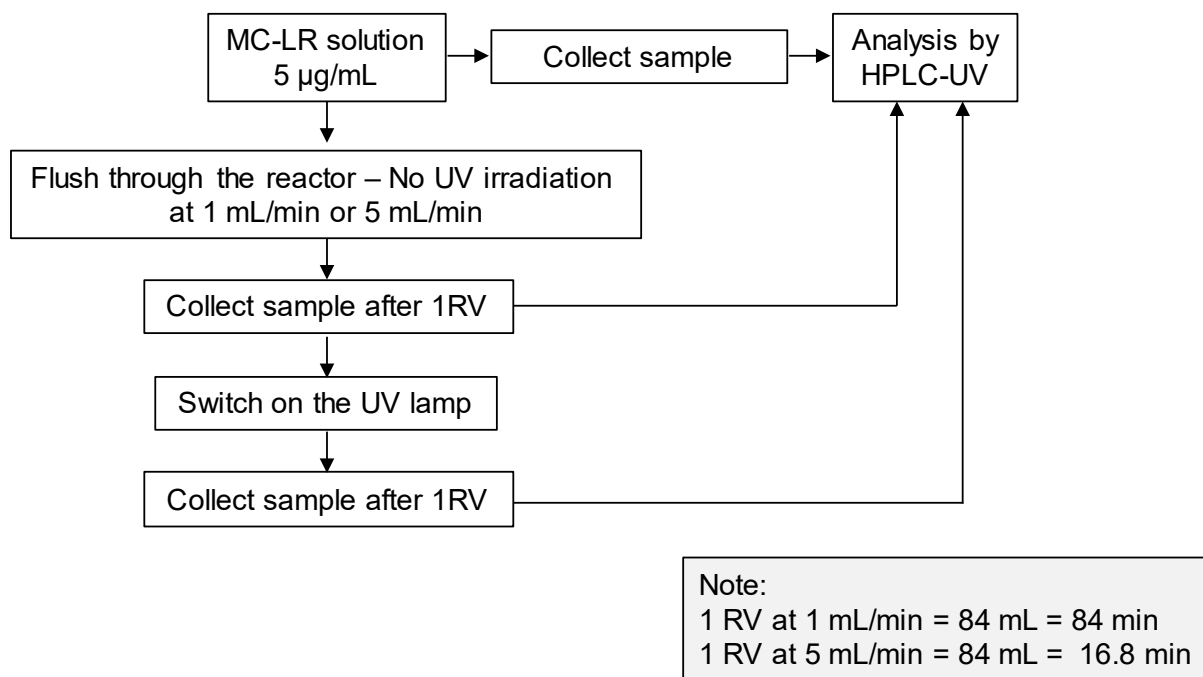 MC-LR solution
5 µg/mL
Collect sample
Analysis by
HPLC-UV
Flush through the reactor – No UV irradiation
at 1 mL/min or 5 mL/min
Collect sample after 1RV
Switch on the UV lamp
Collect sample after 1RV
Note:
1 RV at 1 mL/min = 84 mL = 84 min
1 RV at 5 mL/min = 84 mL = 16.8 min